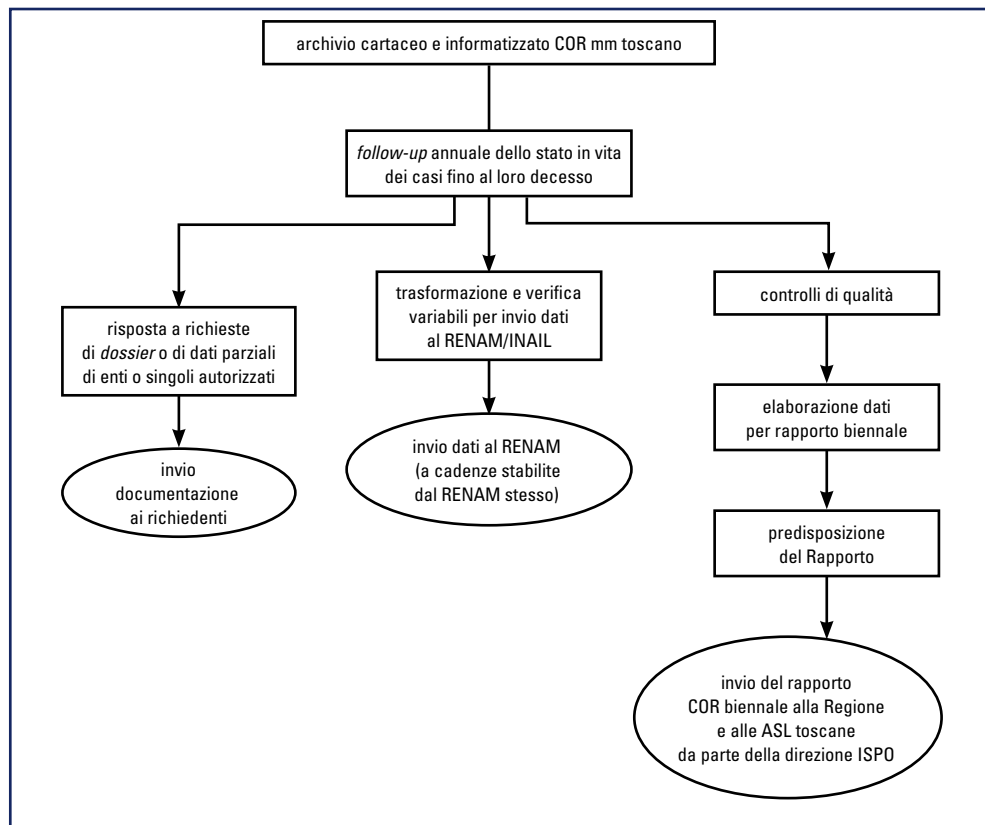 archivio cartaceo e informatizzato COR mm toscano
follow-up annuale dello stato in vita
dei casi fino al loro decesso
risposta a richieste
di dossier o di dati parziali
di enti o singoli autorizzati
invio
documentazione
ai richiedenti
trasformazione e verifica
variabili per invio dati
al RENAM/INAIL
invio dati al RENAM
(a cadenze stabilite
dal RENAM stesso)
controlli di qualità
elaborazione dati
per rapporto biennale
predisposizione
del Rapporto
invio del rapporto
COR biennale alla Regione
e alle ASL toscane
da parte della direzione ISPO